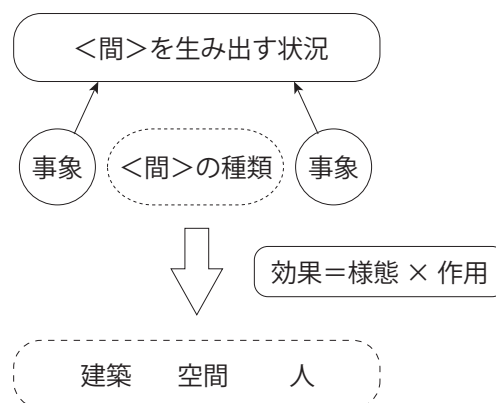 <間>を生み出す状況
事象 <間>の種類 事象
効果=様態 × 作用
建築 空間 人